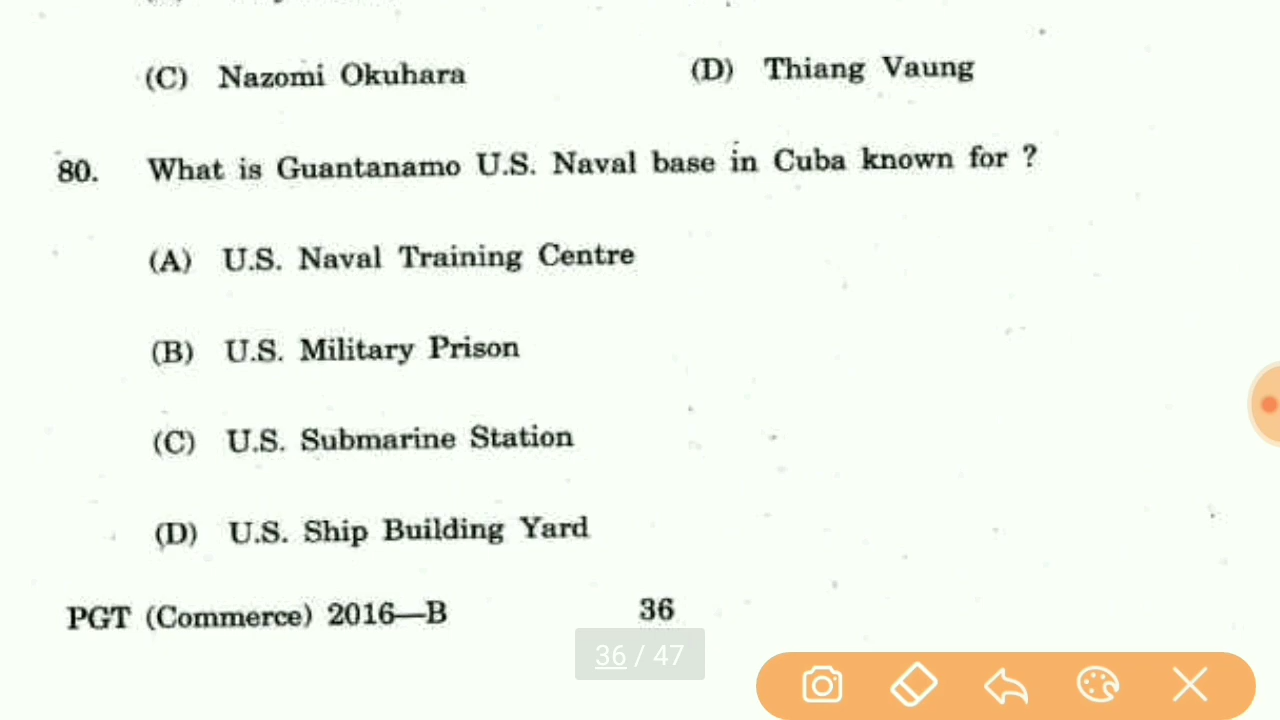 (C) Nazomi Okuhara (D) Thiang Vaung
80. What is Guantanamo U.S. Naval base in Cuba known for ?
(A) U.S. Naval Training Centre
(B) U.S. Military Prison
(C) U.S. Submarine Station
(D) U.S. Ship Building Yard
PGT (Commerce) 2016—B 36
36 / 47